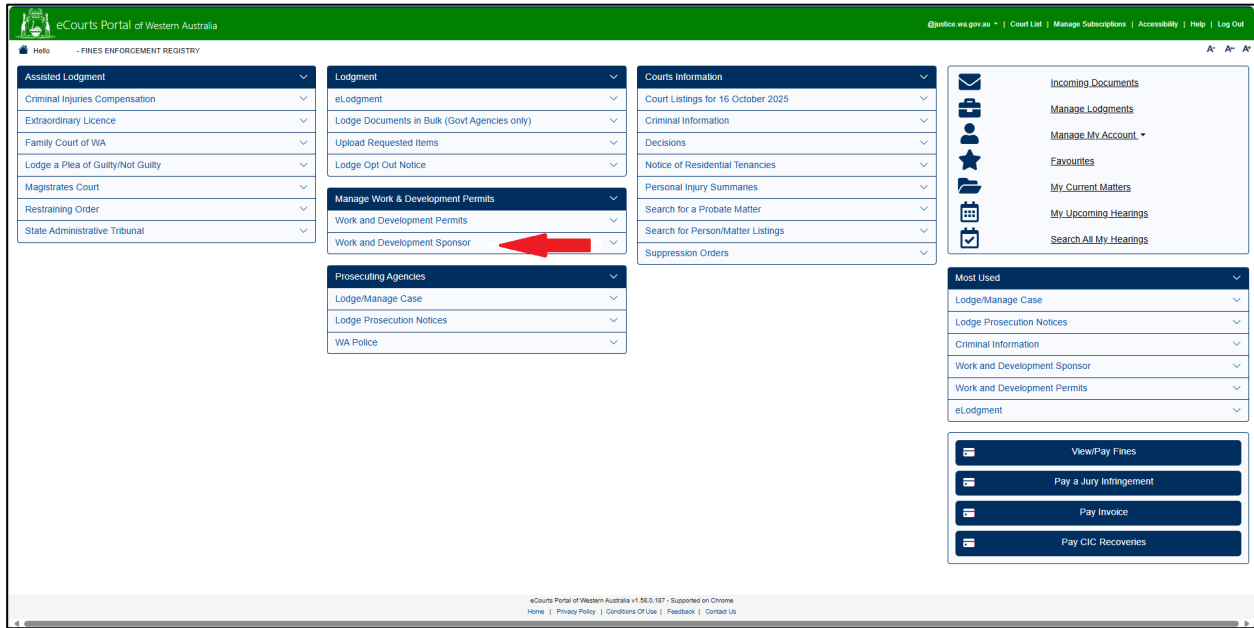 eCourts Portal of Western Australia
@justice.wa.gov.au | Court List | Manage Subscriptions | Accessibility | Help | Log Out
Hello - FINES ENFORCEMENT REGISTRY
A- A~ A+
Assisted Lodgment
Criminal Injuries Compensation
Extraordinary Licence
Family Court of WA
Lodge a Plea of Guilty/Not Guilty
Magistrates Court
Restraining Order
State Administrative Tribunal
Lodgment
eLodgment
Lodge Documents in Bulk (Govt Agencies only)
Upload Requested Items
Lodge Opt Out Notice
Manage Work & Development Permits
Work and Development Permits
Work and Development Sponsor
Prosecuting Agencies
Lodge/Manage Case
Lodge Prosecution Notices
WA Police
Courts Information
Court Listings for 16 October 2025
Criminal Information
Decisions
Notice of Residential Tenancies
Personal Injury Summaries
Search for a Probate Matter
Search for Person/Matter Listings
Suppression Orders
Incoming Documents
Manage Lodgments
Manage My Account
Favourites
My Current Matters
My Upcoming Hearings
Search All My Hearings
Most Used
Lodge/Manage Case
Lodge Prosecution Notices
Criminal Information
Work and Development Sponsor
Work and Development Permits
eLodgment
View/Pay Fines
Pay a Jury Infringement
Pay Invoice
Pay CIC Recoveries
eCourts Portal of Western Australia v1.58.0.187 - Supported on Chrome
Home | Privacy Policy | Conditions Of Use | Feedback | Contact Us